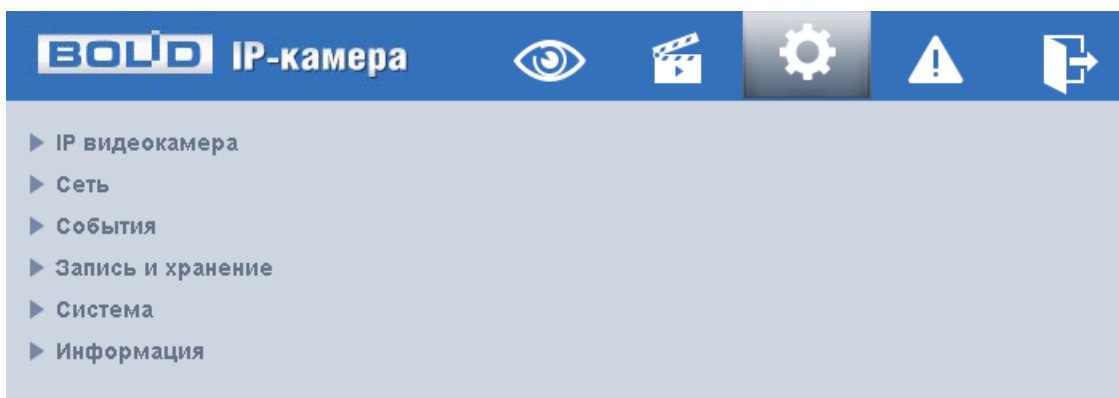 BOLID IP-камера
IP видеокамера
Сеть
События
Запись и хранение
Система
Информация